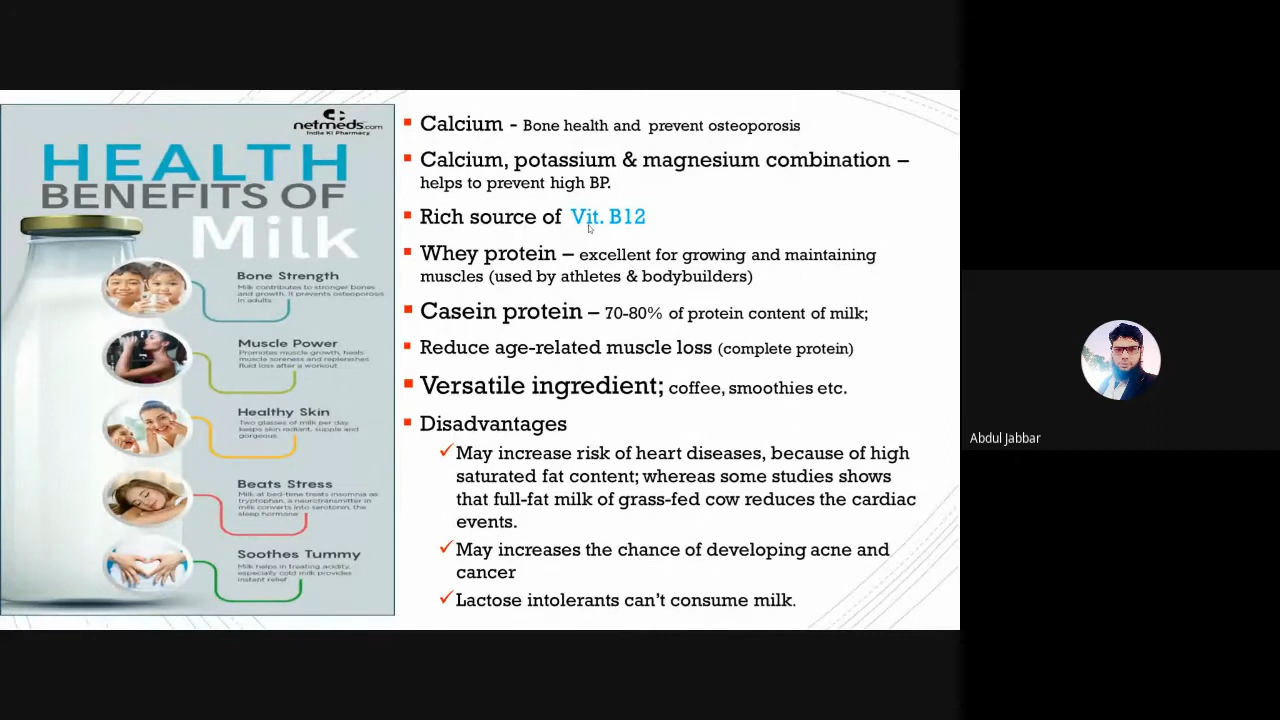 netmeds.com
India Ki Pharmacy
HEALTH
BENEFITS OF
Milk
Bone Strength
Milk contributes to stronger bones
and growth. It prevents osteoporosis
in adults
Muscle Power
Promotes muscle growth, heals
muscle soreness and replenishes
fluid loss after a workout
Healthy Skin
Two glasses of milk per day
keeps skin radiant, supple and
gorgeous
Beats Stress
Milk at bed-time treats insomnia as
tryptophan, a neurotransmitter in
milk converts into serotonin, the
sleep hormone
Soothes Tummy
Milk helps in treating acidity,
especially cold milk provides
instant relief
Calcium - Bone health and prevent osteoporosis
Calcium, potassium & magnesium combination –
helps to prevent high BP.
Rich source of Vit. B12
Whey protein – excellent for growing and maintaining
muscles (used by athletes & bodybuilders)
Casein protein – 70-80% of protein content of milk;
Reduce age-related muscle loss (complete protein)
Versatile ingredient; coffee, smoothies etc.
Disadvantages
May increase risk of heart diseases, because of high
saturated fat content; whereas some studies shows
that full-fat milk of grass-fed cow reduces the cardiac
events.
May increases the chance of developing acne and
cancer
Lactose intolerants can't consume milk.
Abdul Jabbar